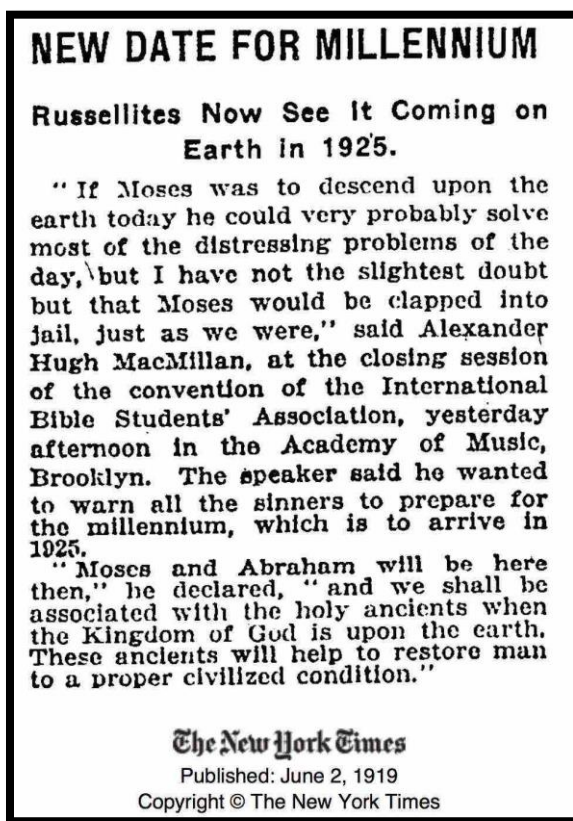 NEW DATE FOR MILLENNIUM
Russellites Now See It Coming on
Earth in 1925.
"If Moses was to descend upon the
earth today he could very probably solve
most of the distressing problems of the
day, but I have not the slightest doubt
but that Moses would be clapped into
jail, just as we were," said Alexander
Hugh MacMillan, at the closing session
of the convention of the International
Bible Students' Association, yesterday
afternoon in the Academy of Music,
Brooklyn. The speaker said he wanted
to warn all the sinners to prepare for
the millennium, which is to arrive in
1925.
"Moses and Abraham will be here
then," he declared, "and we shall be
associated with the holy ancients when
the Kingdom of God is upon the earth.
These ancients will help to restore man
to a proper civilized condition."
The New York Times
Published: June 2, 1919
Copyright © The New York Times